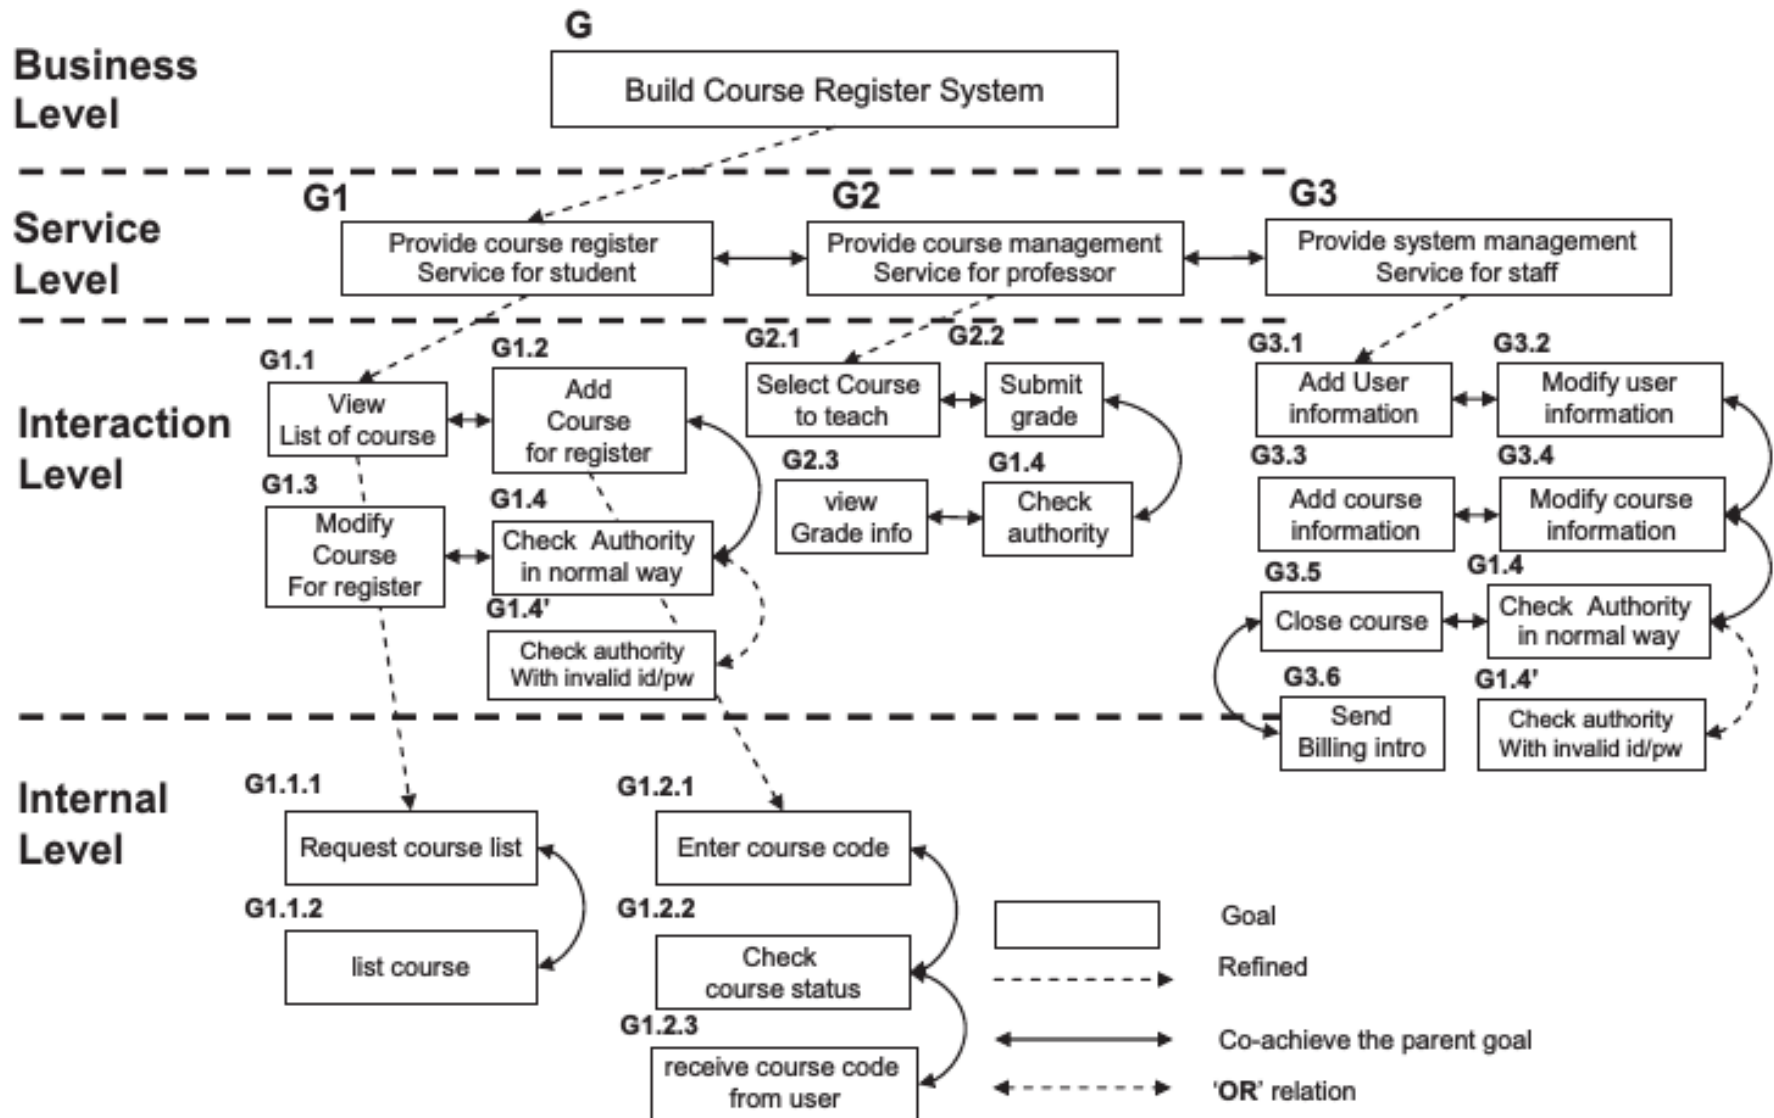 G
Business
Level
Build Course Register System
G1
G2
G3
Service
Level
Provide course register
Service for student
Provide course management
Service for professor
Provide system management
Service for staff
Interaction
Level
G1.1
View
List of course
G1.2
Add
Course
for register
G1.3
Modify
Course
For register
G1.4
Check Authority
in normal way
G1.4'
Check authority
With invalid id/pw
G2.1
Select Course
to teach
G2.2
Submit
grade
G2.3
view
Grade info
G1.4
Check
authority
G3.1
Add User
information
G3.2
Modify user
information
G3.3
Add course
information
G3.4
Modify course
information
G3.5
Close course
G1.4
Check Authority
in normal way
G3.6
Send
Billing intro
G1.4'
Check authority
With invalid id/pw
Internal
Level
G1.1.1
Request course list
G1.1.2
list course
G1.2.1
Enter course code
G1.2.2
Check
course status
G1.2.3
receive course code
from user
Goal
Refined
Co-achieve the parent goal
'OR' relation